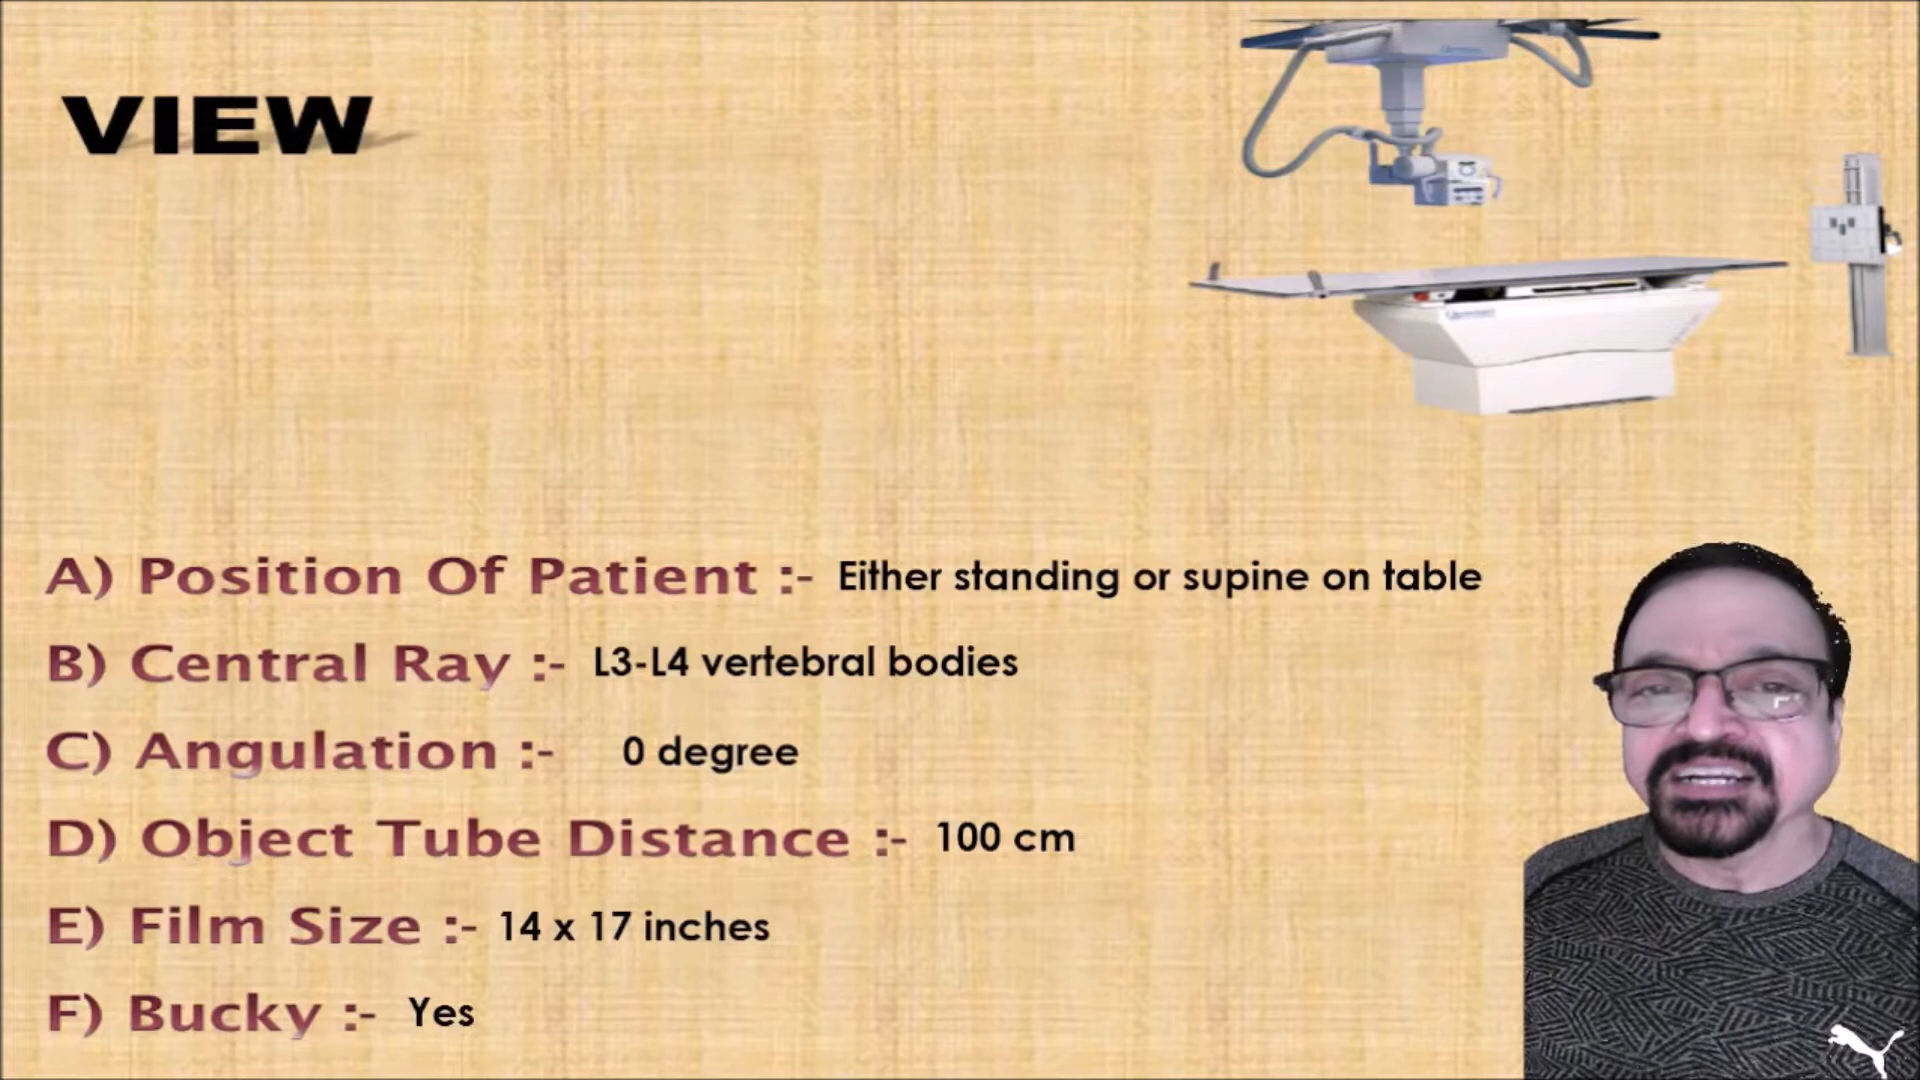 VIEW
A) Position Of Patient :- Either standing or supine on table
B) Central Ray :- L3-L4 vertebral bodies
C) Angulation :- 0 degree
D) Object Tube Distance :- 100 cm
E) Film Size :- 14 x 17 inches
F) Bucky :- Yes